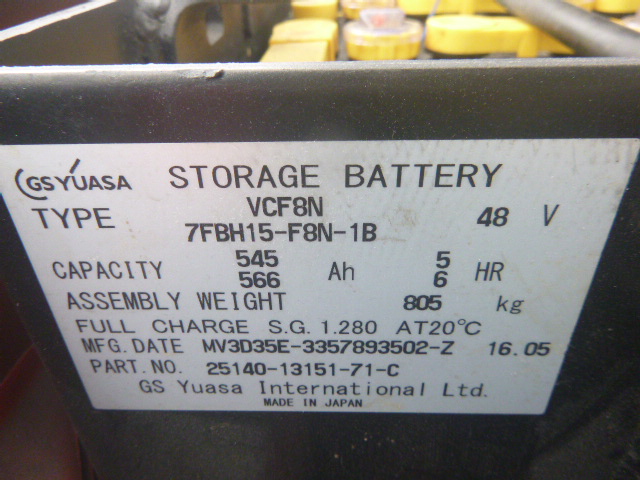 GS YUASA STORAGE BATTERY
TYPE VCF8N 48 V
7FBH15-F8N-1B
CAPACITY 545 Ah 5 HR
566 6
ASSEMBLY WEIGHT 805 kg
FULL CHARGE S.G. 1.280 AT20℃
MFG.DATE MV3D35E-3357893502-Z 16.05
PART.NO. 25140-13151-71-C
GS Yuasa International Ltd.
MADE IN JAPAN